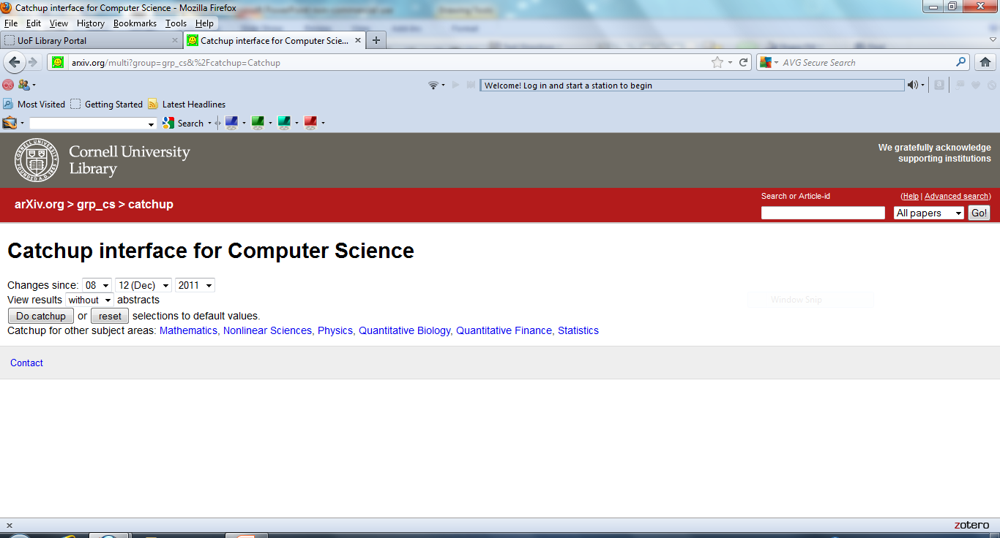 Catchup interface for Computer Science - Mozilla Firefox
File Edit View History Bookmarks Tools Help
UoF Library Portal × Catchup interface for Computer Scie... × +
arxiv.org/multi?group=grp_cs&%2Fcatchup=Catchup AVG Secure Search
Welcome! Log in and start a station to begin
Most Visited Getting Started Latest Headlines
Search
CORNELL UNIVERSITY FOUNDED A.D. 1865
Cornell University
Library
We gratefully acknowledge
supporting institutions
arXiv.org > grp_cs > catchup
Search or Article-id (Help | Advanced search)
All papers Go!
Catchup interface for Computer Science
Changes since: 08 12 (Dec) 2011
View results without abstracts
Window Snip
Do catchup or reset selections to default values.
Catchup for other subject areas: Mathematics, Nonlinear Sciences, Physics, Quantitative Biology, Quantitative Finance, Statistics
Contact
× zotero